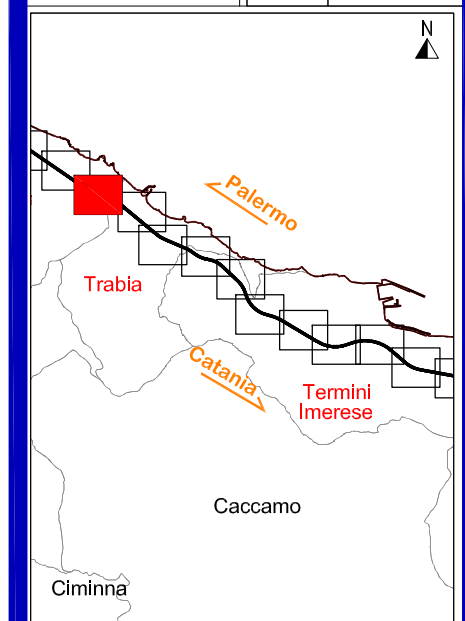 N
Palermo
Trabia
Catania
Termini
Imerese
Caccamo
Ciminna